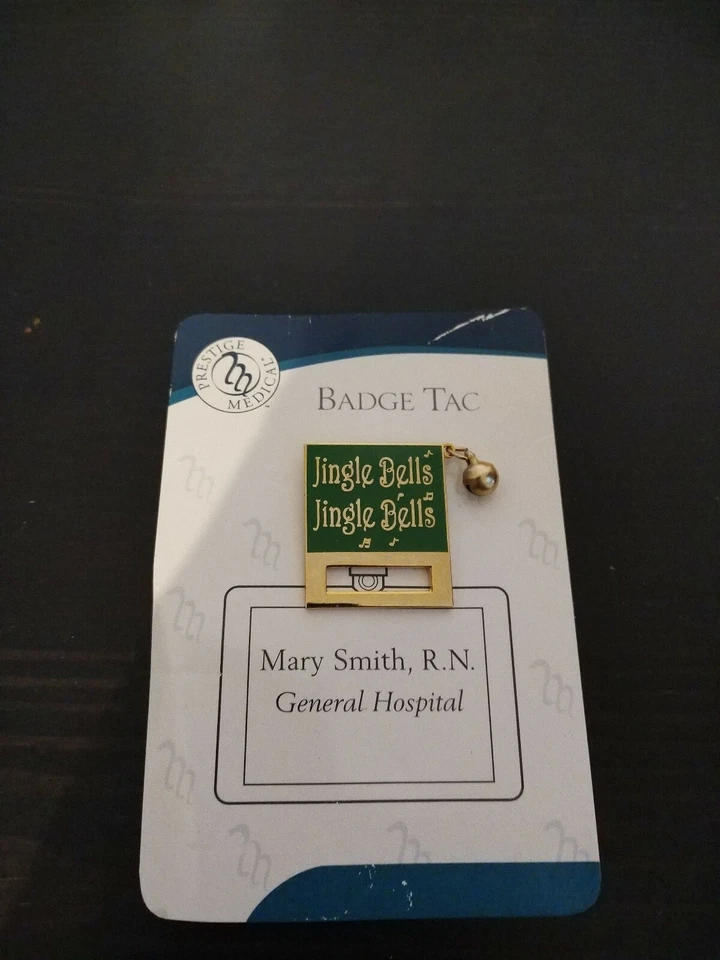 PRESTIGE
MEDICAL
BADGE TAC
Jingle Bells
Jingle Bells
Mary Smith, R.N.
General Hospital